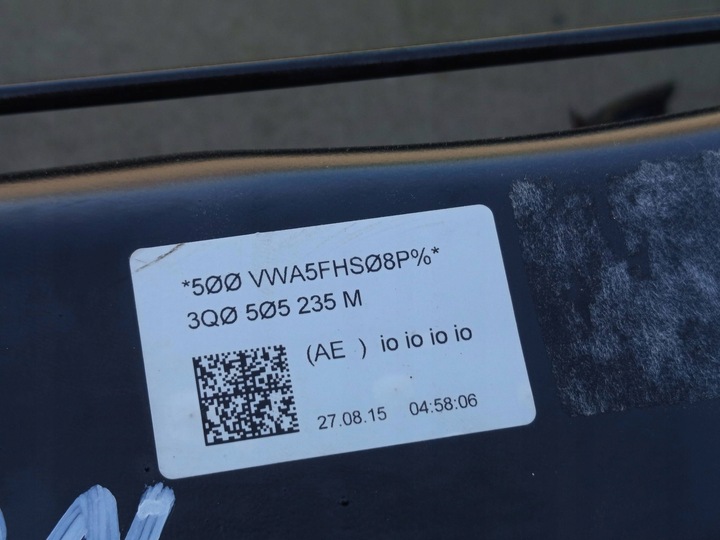 *5ØØ VWA5FHSØ8P%*
3QØ 5Ø5 235 M
(AE ) io io io io
27.08.15 04:58:06